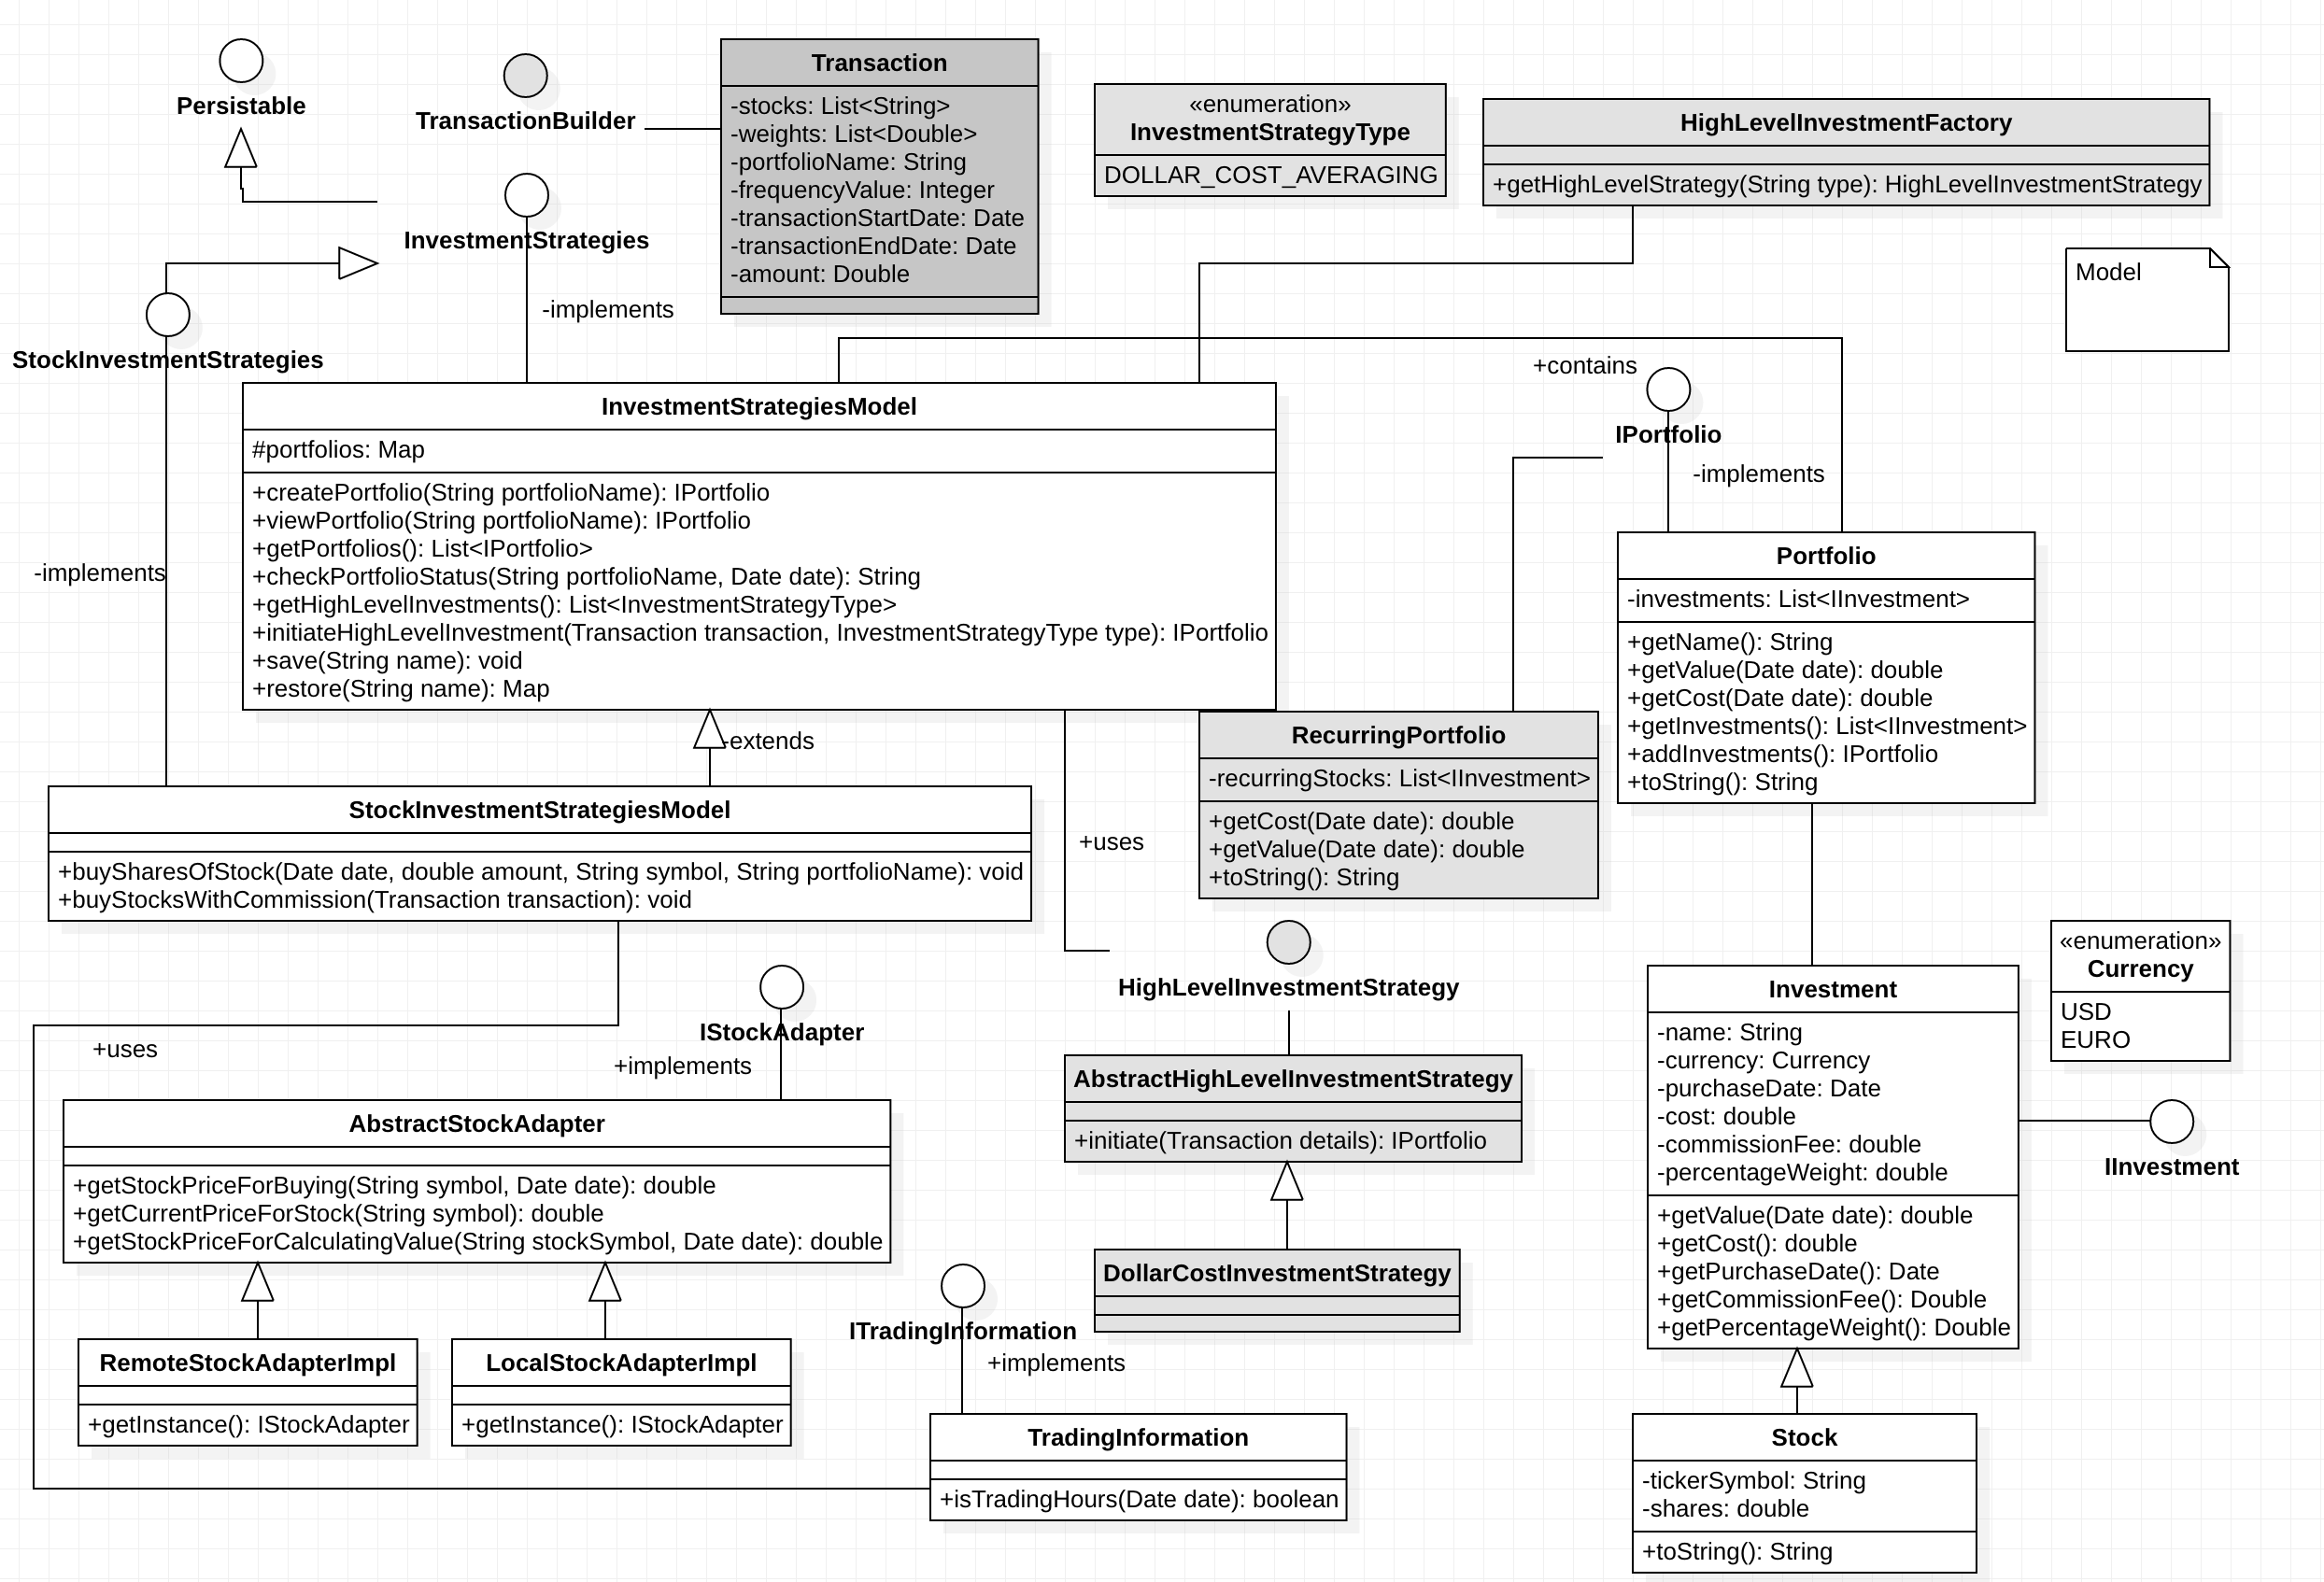 Persistable
TransactionBuilder
Transaction
-stocks: List<String>
-weights: List<Double>
-portfolioName: String
-frequencyValue: Integer
-transactionStartDate: Date
-transactionEndDate: Date
-amount: Double
«enumeration»
InvestmentStrategyType
DOLLAR_COST_AVERAGING
HighLevelInvestmentFactory
+getHighLevelStrategy(String type): HighLevelInvestmentStrategy
InvestmentStrategies
-implements
Model
StockInvestmentStrategies
-implements
InvestmentStrategiesModel
#portfolios: Map
+createPortfolio(String portfolioName): IPortfolio
+viewPortfolio(String portfolioName): IPortfolio
+getPortfolios(): List<IPortfolio>
+checkPortfolioStatus(String portfolioName, Date date): String
+getHighLevelInvestments(): List<InvestmentStrategyType>
+initiateHighLevelInvestment(Transaction transaction, InvestmentStrategyType type): IPortfolio
+save(String name): void
+restore(String name): Map
+contains
IPortfolio
-implements
Portfolio
-investments: List<IInvestment>
+getName(): String
+getValue(Date date): double
+getCost(Date date): double
+getInvestments(): List<IInvestment>
+addInvestments(): IPortfolio
+toString(): String
-extends
RecurringPortfolio
-recurringStocks: List<IInvestment>
+getCost(Date date): double
+getValue(Date date): double
+toString(): String
StockInvestmentStrategiesModel
+buySharesOfStock(Date date, double amount, String symbol, String portfolioName): void
+buyStocksWithCommission(Transaction transaction): void
+uses
HighLevelInvestmentStrategy
«enumeration»
Currency
USD
EURO
Investment
-name: String
-currency: Currency
-purchaseDate: Date
-cost: double
-commissionFee: double
-percentageWeight: double
+getValue(Date date): double
+getCost(): double
+getPurchaseDate(): Date
+getCommissionFee(): Double
+getPercentageWeight(): Double
IInvestment
IStockAdapter
+uses
+implements
AbstractHighLevelInvestmentStrategy
+initiate(Transaction details): IPortfolio
AbstractStockAdapter
+getStockPriceForBuying(String symbol, Date date): double
+getCurrentPriceForStock(String symbol): double
+getStockPriceForCalculatingValue(String stockSymbol, Date date): double
DollarCostInvestmentStrategy
ITradingInformation
+implements
RemoteStockAdapterImpl
+getInstance(): IStockAdapter
LocalStockAdapterImpl
+getInstance(): IStockAdapter
TradingInformation
+isTradingHours(Date date): boolean
Stock
-tickerSymbol: String
-shares: double
+toString(): String